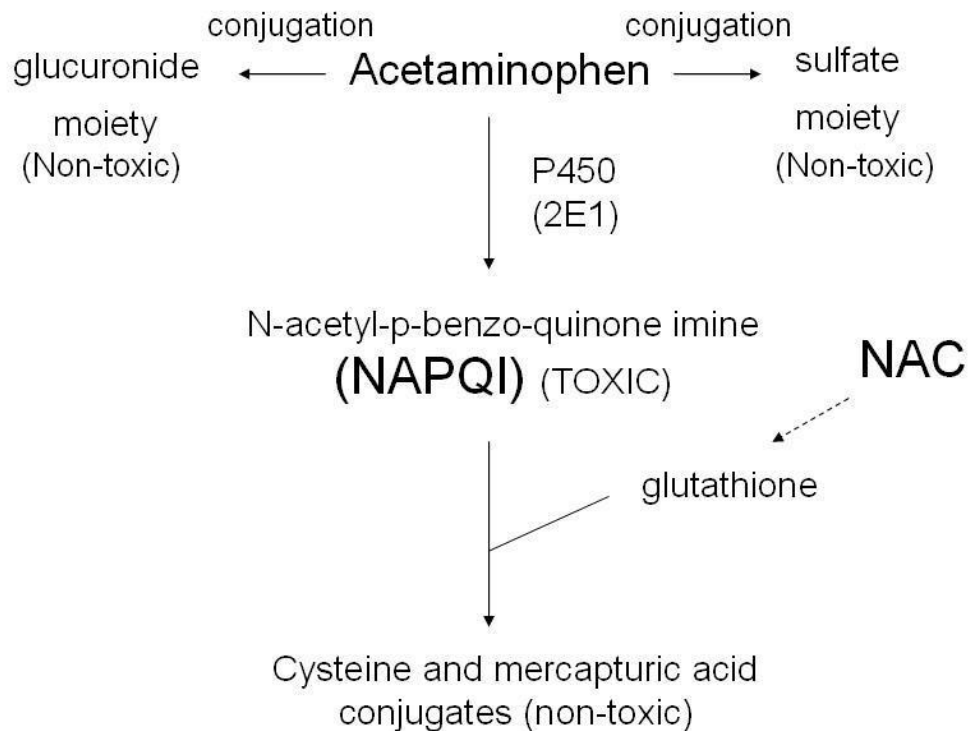 conjugation
conjugation
glucuronide
Acetaminophen
sulfate
moiety
(Non-toxic)
moiety
(Non-toxic)
P450
(2E1)
N-acetyl-p-benzo-quinone imine
(NAPQI) (TOXIC)
NAC
glutathione
Cysteine and mercapturic acid
conjugates (non-toxic)